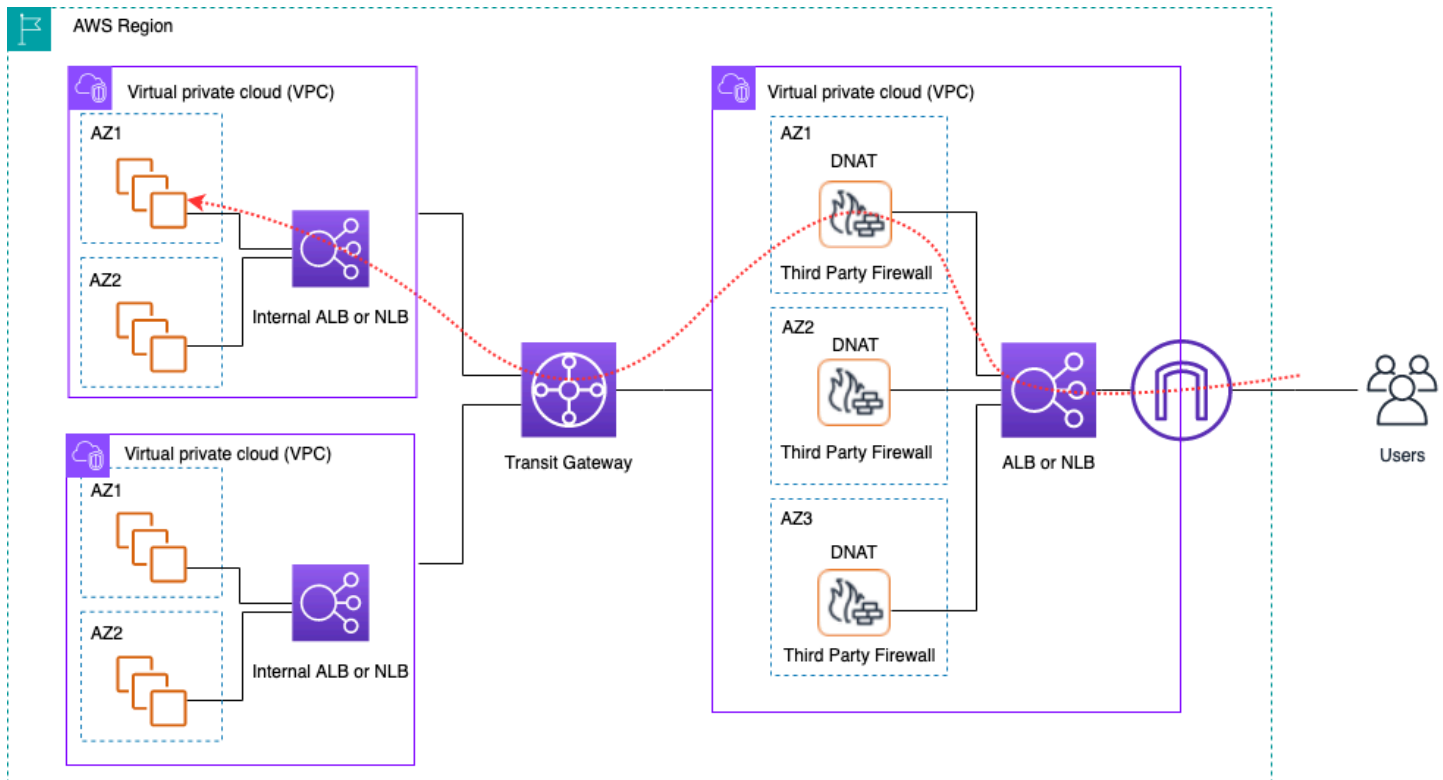 AWS Region
Virtual private cloud (VPC)
AZ1
AZ2
Internal ALB or NLB
Virtual private cloud (VPC)
AZ1
AZ2
Internal ALB or NLB
Transit Gateway
Virtual private cloud (VPC)
AZ1
DNAT
Third Party Firewall
AZ2
DNAT
Third Party Firewall
AZ3
DNAT
Third Party Firewall
ALB or NLB
Users